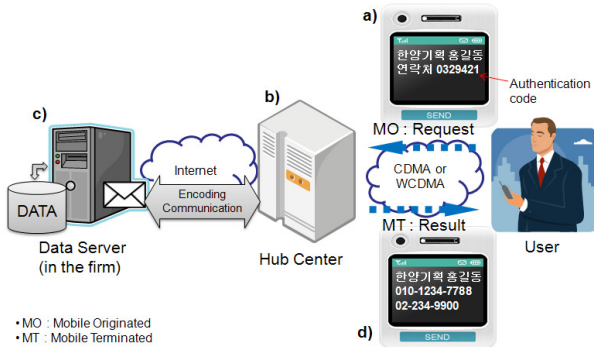 a)
한양기획 홍길동
연락처 0329421
SEND
Authentication
code
c)
b)
MO : Request
Internet
Encoding
Communication
CDMA or
WCDMA
DATA
MT : Result
Data Server
(in the firm)
Hub Center
User
한양기획 홍길동
010-1234-7788
02-234-9900
SEND
d)
• MO : Mobile Originated
• MT : Mobile Terminated